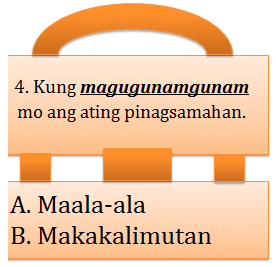 4. Kung magugunamgunam
mo ang ating pinagsamahan.
A. Maala-ala
B. Makakalimutan